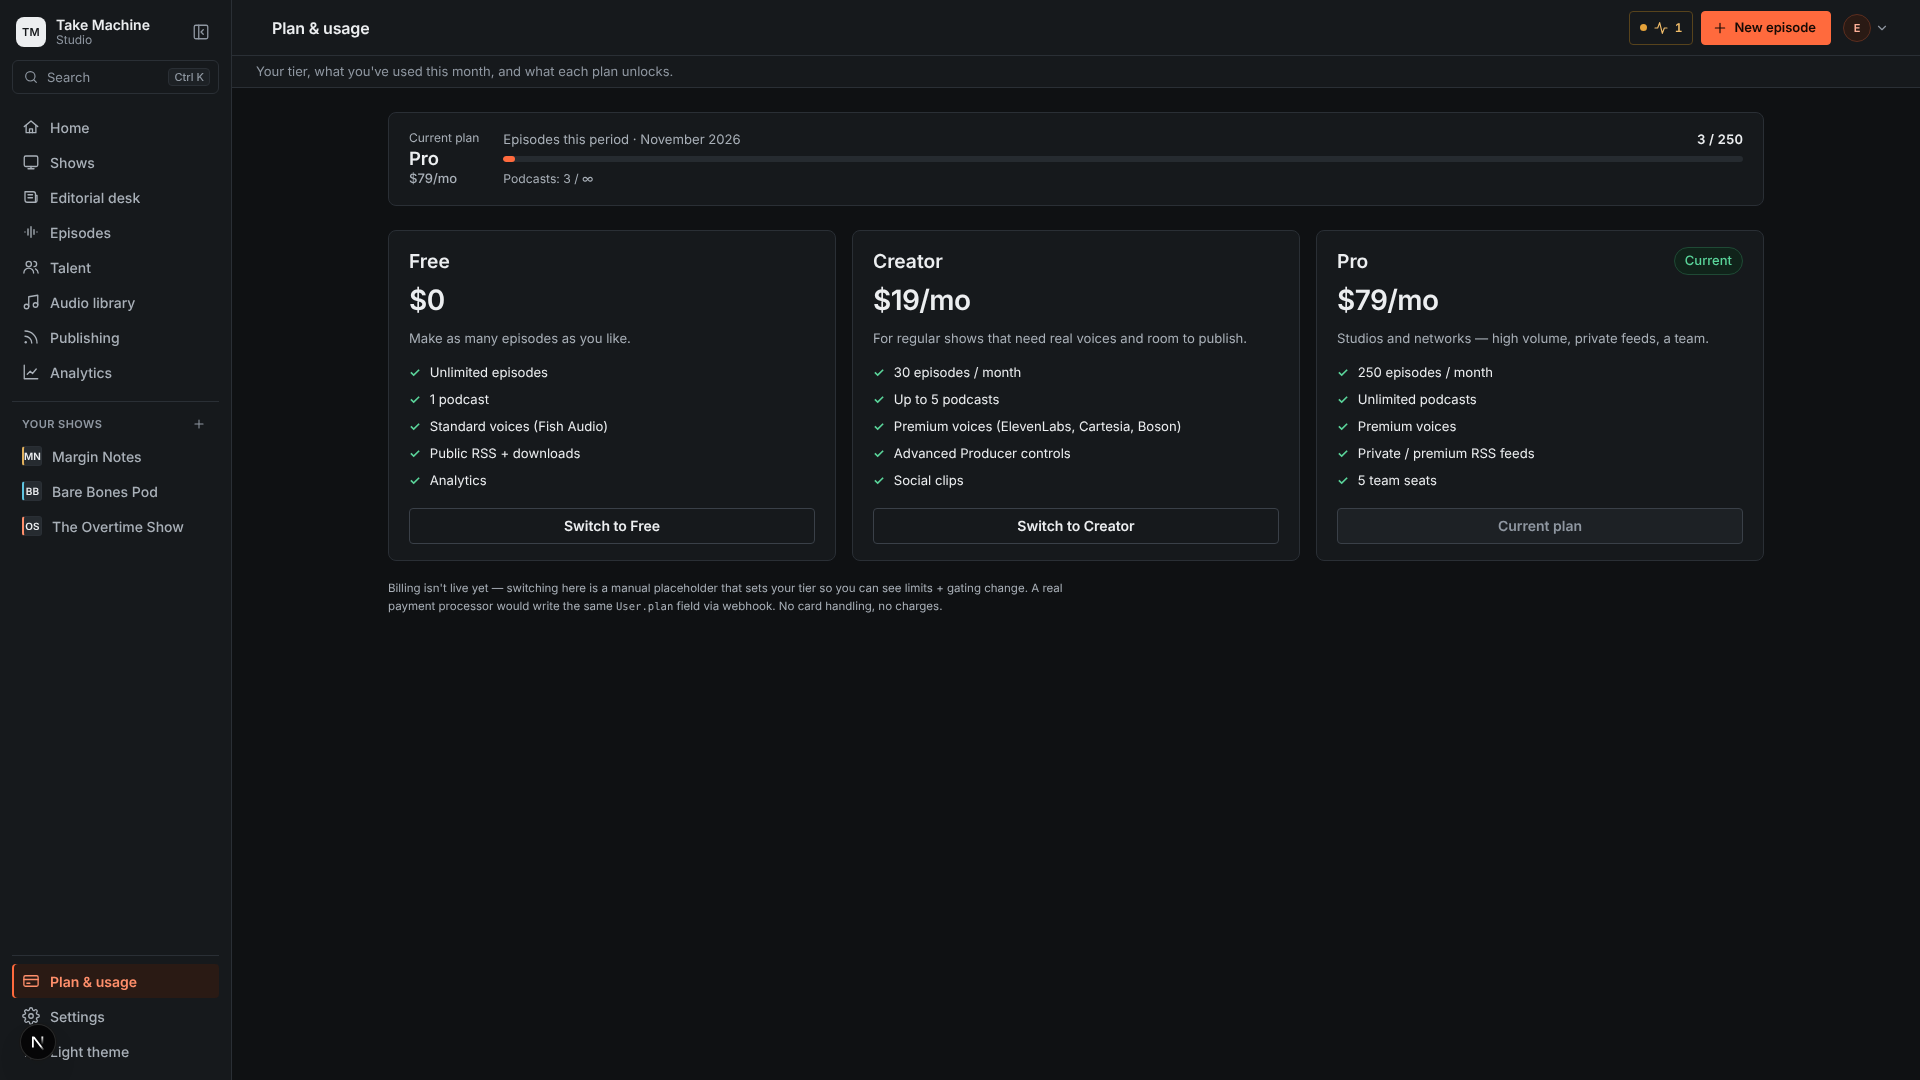 TM
Take Machine
Studio
Search
Ctrl K
Home
Shows
Editorial desk
Episodes
Talent
Audio library
Publishing
Analytics
YOUR SHOWS
MN
Margin Notes
BB
Bare Bones Pod
OS
The Overtime Show
Plan & usage
Settings
N
Light theme
Plan & usage
1
New episode
E
Your tier, what you've used this month, and what each plan unlocks.
Current plan
Pro
$79/mo
Episodes this period · November 2026
3 / 250
Podcasts: 3 / ∞
Free
$0
Make as many episodes as you like.
Unlimited episodes
1 podcast
Standard voices (Fish Audio)
Public RSS + downloads
Analytics
Switch to Free
Creator
$19/mo
For regular shows that need real voices and room to publish.
30 episodes / month
Up to 5 podcasts
Premium voices (ElevenLabs, Cartesia, Boson)
Advanced Producer controls
Social clips
Switch to Creator
Pro
Current
$79/mo
Studios and networks — high volume, private feeds, a team.
250 episodes / month
Unlimited podcasts
Premium voices
Private / premium RSS feeds
5 team seats
Current plan
Billing isn't live yet — switching here is a manual placeholder that sets your tier so you can see limits + gating change. A real
payment processor would write the same User.plan field via webhook. No card handling, no charges.